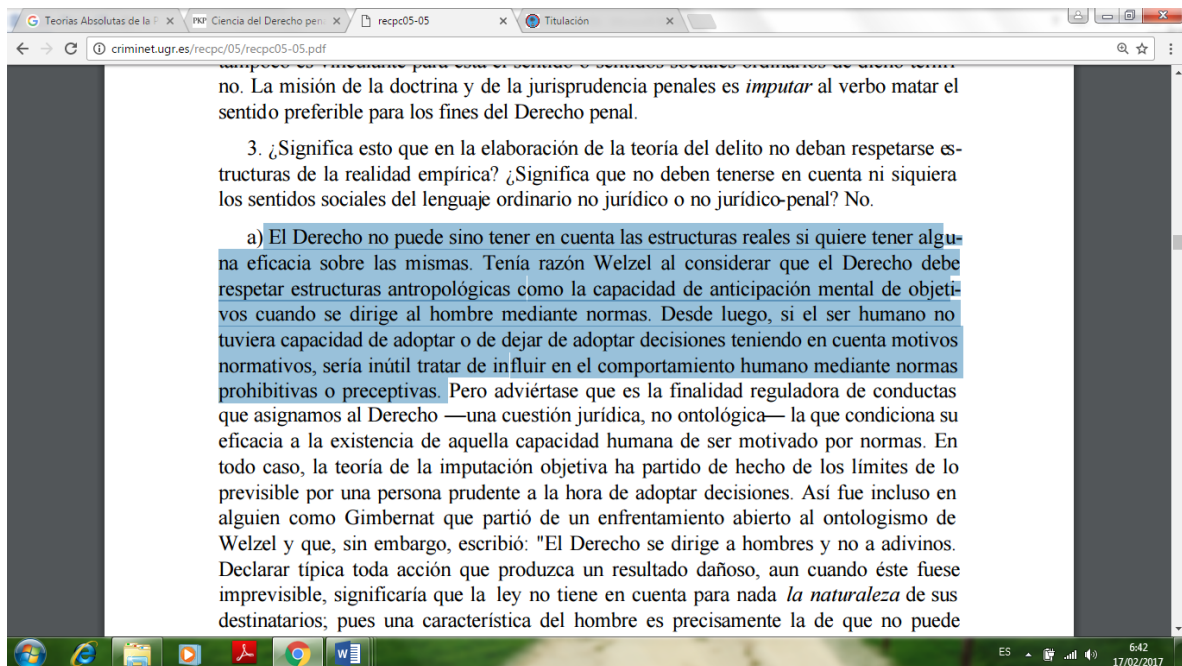 Teorias Absolutas de la P
Ciencia del Derecho pen
recpc05-05
Titulación
criminet.ugr.es/recpc/05/recpc05-05.pdf
no. La misión de la doctrina y de la jurisprudencia penales es imputar al verbo matar el
sentido preferible para los fines del Derecho penal.
3. ¿Significa esto que en la elaboración de la teoría del delito no deban respetarse es-
tructuras de la realidad empírica? ¿Significa que no deben tenerse en cuenta ni siquiera
los sentidos sociales del lenguaje ordinario no jurídico o no jurídico-penal? No.
a) El Derecho no puede sino tener en cuenta las estructuras reales si quiere tener algu-
na eficacia sobre las mismas. Tenía razón Welzel al considerar que el Derecho debe
respetar estructuras antropológicas como la capacidad de anticipación mental de objeti-
vos cuando se dirige al hombre mediante normas. Desde luego, si el ser humano no
tuviera capacidad de adoptar o de dejar de adoptar decisiones teniendo en cuenta motivos
normativos, sería inútil tratar de influir en el comportamiento humano mediante normas
prohibitivas o preceptivas. Pero adviértase que es la finalidad reguladora de conductas
que asignamos al Derecho —una cuestión jurídica, no ontológica— la que condiciona su
eficacia a la existencia de aquella capacidad humana de ser motivado por normas. En
todo caso, la teoría de la imputación objetiva ha partido de hecho de los límites de lo
previsible por una persona prudente a la hora de adoptar decisiones. Así fue incluso en
alguien como Gimbernat que partió de un enfrentamiento abierto al ontologismo de
Welzel y que, sin embargo, escribió: "El Derecho se dirige a hombres y no a adivinos.
Declarar típica toda acción que produzca un resultado dañoso, aun cuando éste fuese
imprevisible, significaría que la ley no tiene en cuenta para nada la naturaleza de sus
destinatarios; pues una característica del hombre es precisamente la de que no puede
ES
6:42
17/02/2017